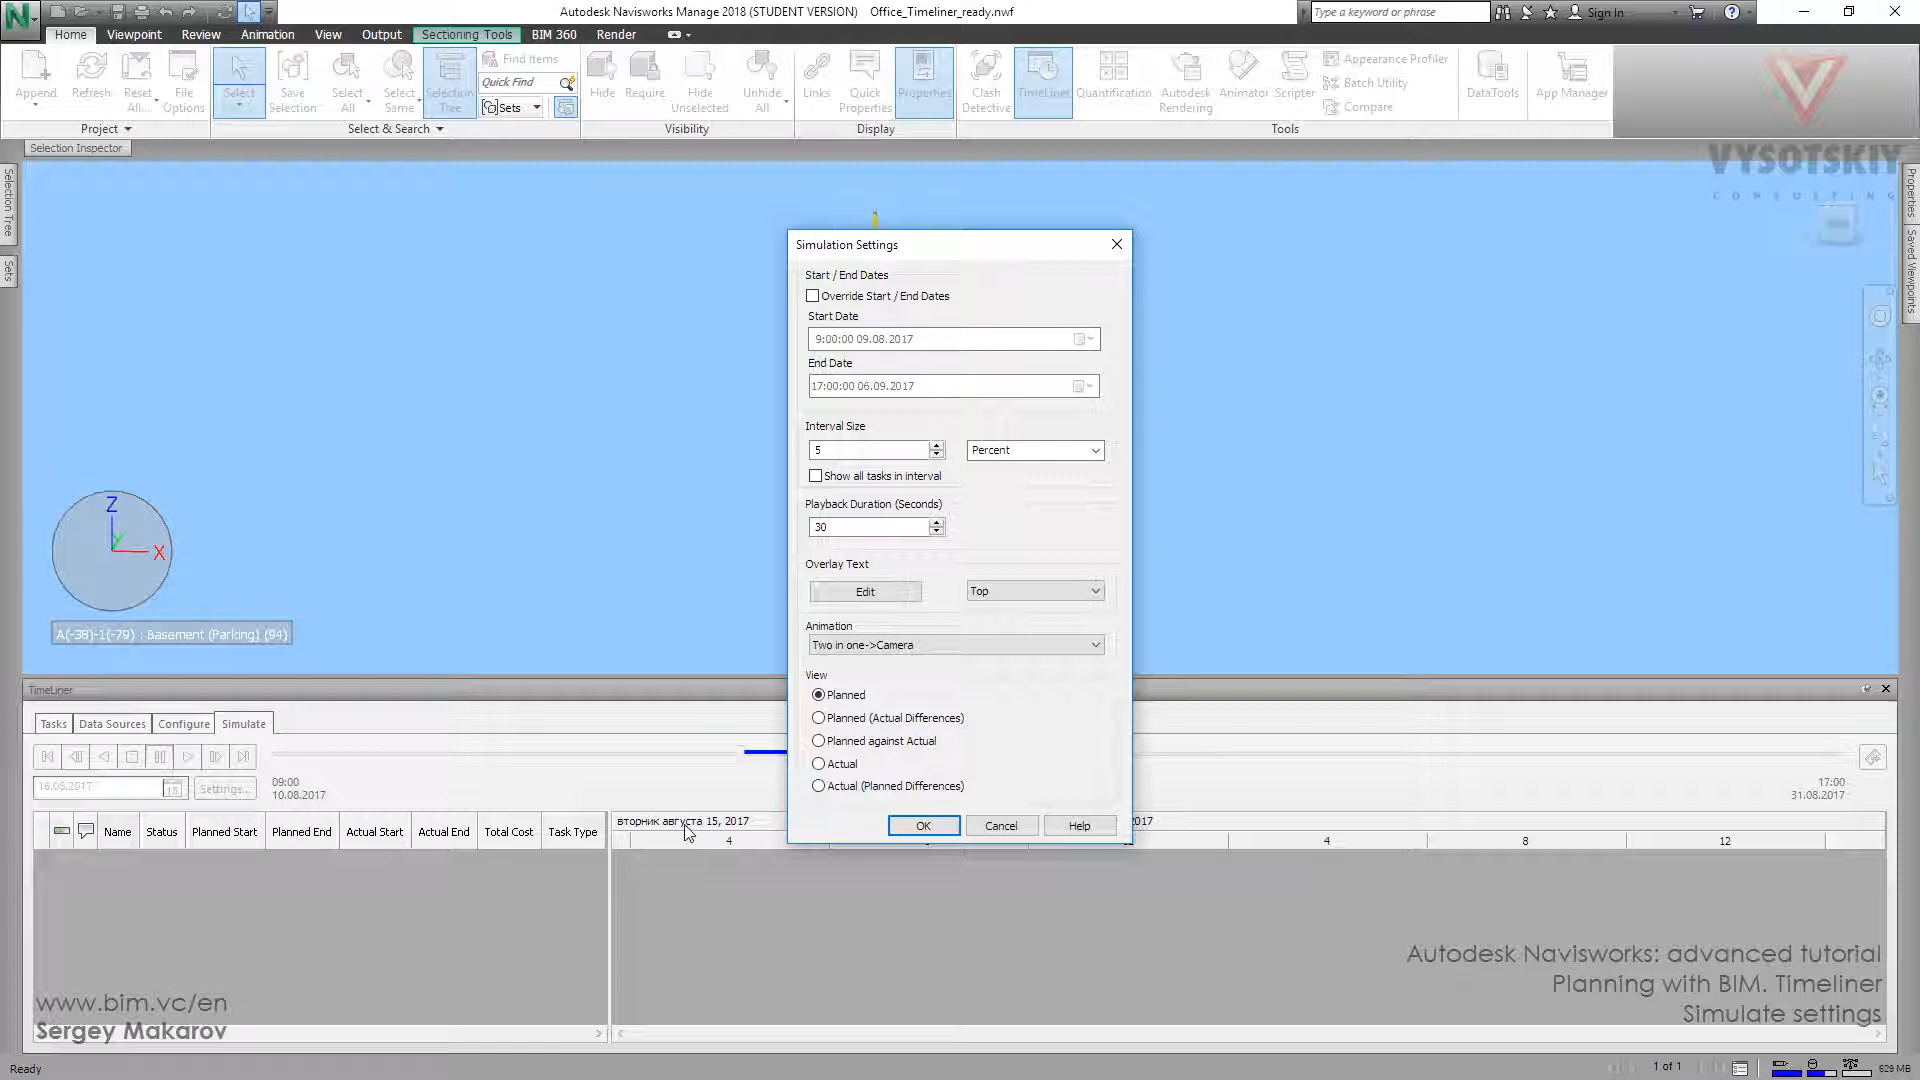 Autodesk Navisworks Manage 2018 (STUDENT VERSION) Office_Timeliner_ready.nwf
Type a keyword or phrase
Sign In
Home Viewpoint Review Animation View Output Sectioning Tools BIM 360 Render
Append
Refresh
Reset All...
File Options
Select
Save Selection
Select All
Select Same
Selection Tree
Find Items
Quick Find
Sets
Hide
Require
Hide Unselected
Unhide All
Links
Quick Properties
Properties
Clash Detective
TimeLiner
Quantification
Autodesk Rendering
Animator
Scripter
Appearance Profiler
Batch Utility
Compare
DataTools
App Manager
Project
Select & Search
Visibility
Display
Tools
Selection Inspector
VYSOTSKIY
CONSULTING
Selection Tree
Sets
Properties
Saved Viewpoints
Z
Y
X
A(-38)-1(-79) : Basement (Parking) (94)
Simulation Settings
Start / End Dates
Override Start / End Dates
Start Date
9:00:00 09.08.2017
End Date
17:00:00 06.09.2017
Interval Size
5 Percent
Show all tasks in interval
Playback Duration (Seconds)
30
Overlay Text
Edit Top
Animation
Two in one->Camera
View
Planned
Planned (Actual Differences)
Planned against Actual
Actual
Actual (Planned Differences)
OK Cancel Help
TimeLiner
Tasks Data Sources Configure Simulate
16.08.2017 15 Settings...
09:00
10.08.2017
17:00
31.08.2017
Name Status Planned Start Planned End Actual Start Actual End Total Cost Task Type
вторник августа 15, 2017
2017
4 4 8 12
www.bim.vc/en
Sergey Makarov
Autodesk Navisworks: advanced tutorial
Planning with BIM. Timeliner
Simulate settings
Ready
1 of 1
629 MB